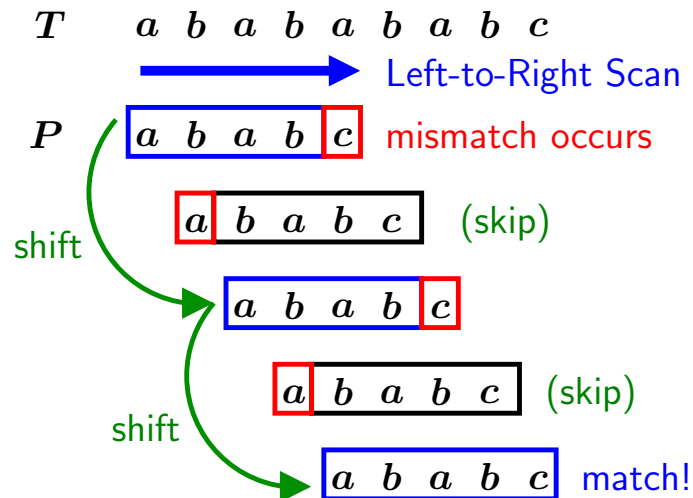 T a b a b a b a b c
Left-to-Right Scan
P a b a b c mismatch occurs
a b a b c (skip)
shift
a b a b c
a b a b c (skip)
shift
a b a b c match!